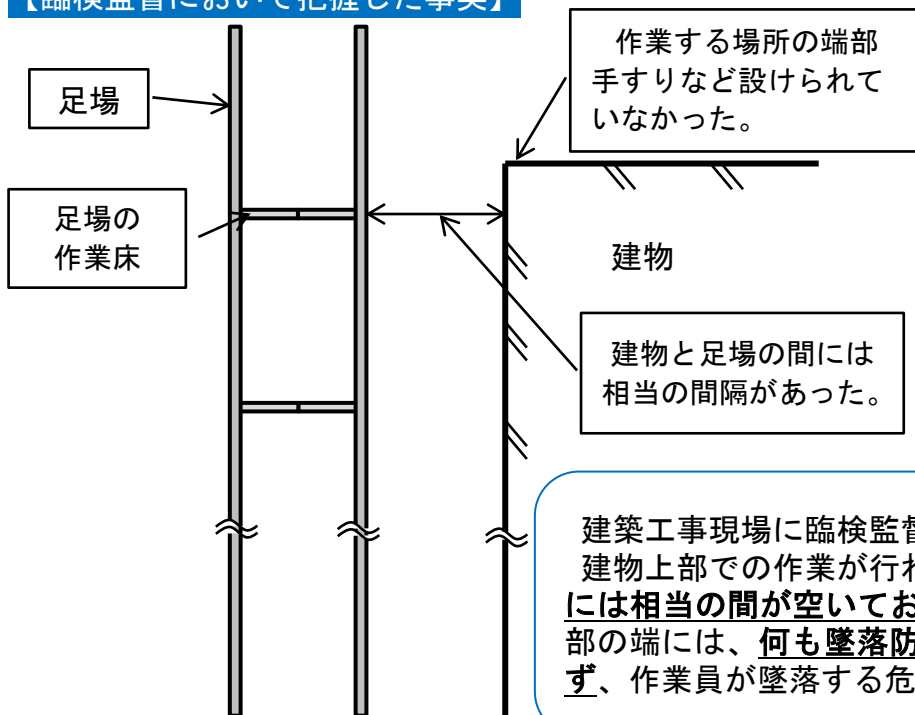 【臨検監督において把握した事実】
足場
作業する場所の端部
手すりなど設けられて
いなかった。
足場の
作業床
建物
建物と足場の間には
相当の間隔があった。
建築工事現場に臨検監督
建物上部での作業が行わ
には相当の間が空いてお
部の端には、何も墜落防
ず、作業員が墜落する危